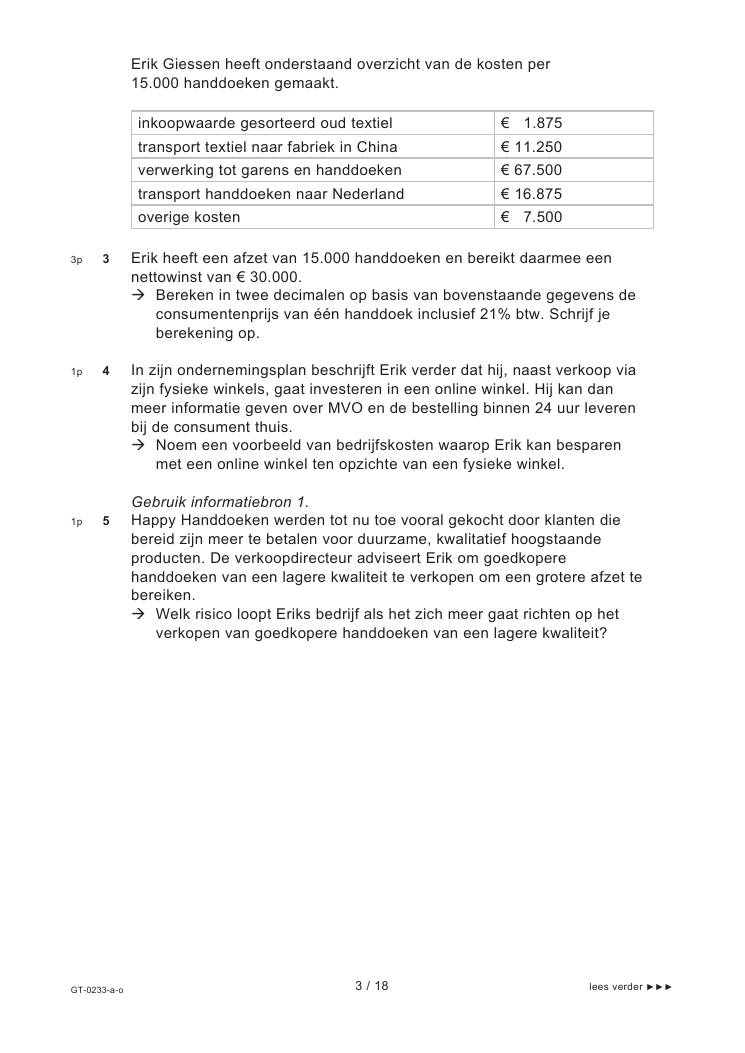 Erik Giessen heeft onderstaand overzicht van de kosten per
15.000 handdoeken gemaakt.
inkoopwaarde gesorteerd oud textiel € 1.875
transport textiel naar fabriek in China € 11.250
verwerking tot garens en handdoeken € 67.500
transport handdoeken naar Nederland € 16.875
overige kosten € 7.500
3p 3 Erik heeft een afzet van 15.000 handdoeken en bereikt daarmee een
nettowinst van € 30.000.
→ Bereken in twee decimalen op basis van bovenstaande gegevens de
consumentenprijs van één handdoek inclusief 21% btw. Schrijf je
berekening op.
1p 4 In zijn ondernemingsplan beschrijft Erik verder dat hij, naast verkoop via
zijn fysieke winkels, gaat investeren in een online winkel. Hij kan dan
meer informatie geven over MVO en de bestelling binnen 24 uur leveren
bij de consument thuis.
→ Noem een voorbeeld van bedrijfskosten waarop Erik kan besparen
met een online winkel ten opzichte van een fysieke winkel.
Gebruik informatiebron 1.
1p 5 Happy Handdoeken werden tot nu toe vooral gekocht door klanten die
bereid zijn meer te betalen voor duurzame, kwalitatief hoogstaande
producten. De verkoopdirecteur adviseert Erik om goedkopere
handdoeken van een lagere kwaliteit te verkopen om een grotere afzet te
bereiken.
→ Welk risico loopt Eriks bedrijf als het zich meer gaat richten op het
verkopen van goedkopere handdoeken van een lagere kwaliteit?
GT-0233-a-o 3 / 18 lees verder ►►►